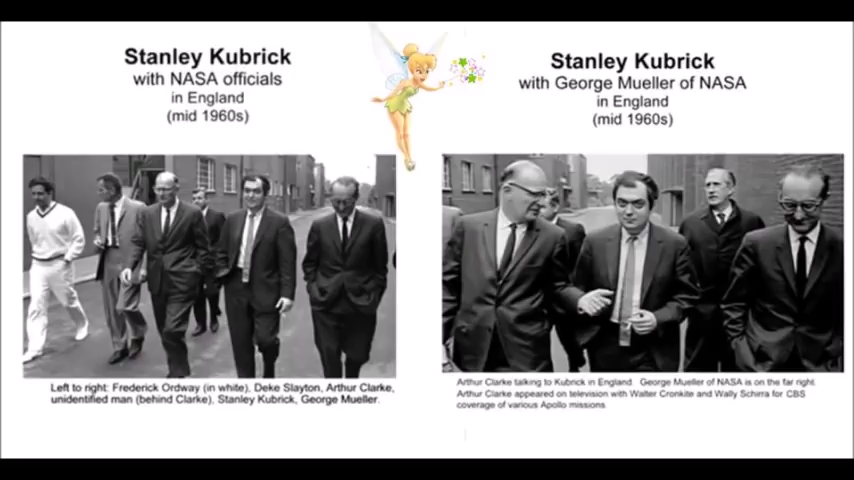 Stanley Kubrick
with NASA officials
in England
(mid 1960s)
Left to right: Frederick Ordway (in white), Deke Slayton, Arthur Clarke,
unidentified man (behind Clarke), Stanley Kubrick, George Mueller.
Stanley Kubrick
with George Mueller of NASA
in England
(mid 1960s)
Arthur Clarke talking to Kubrick in England. George Mueller of NASA is on the far right.
Arthur Clarke appeared on television with Walter Cronkite and Wally Schirra for CBS
coverage of various Apollo missions.